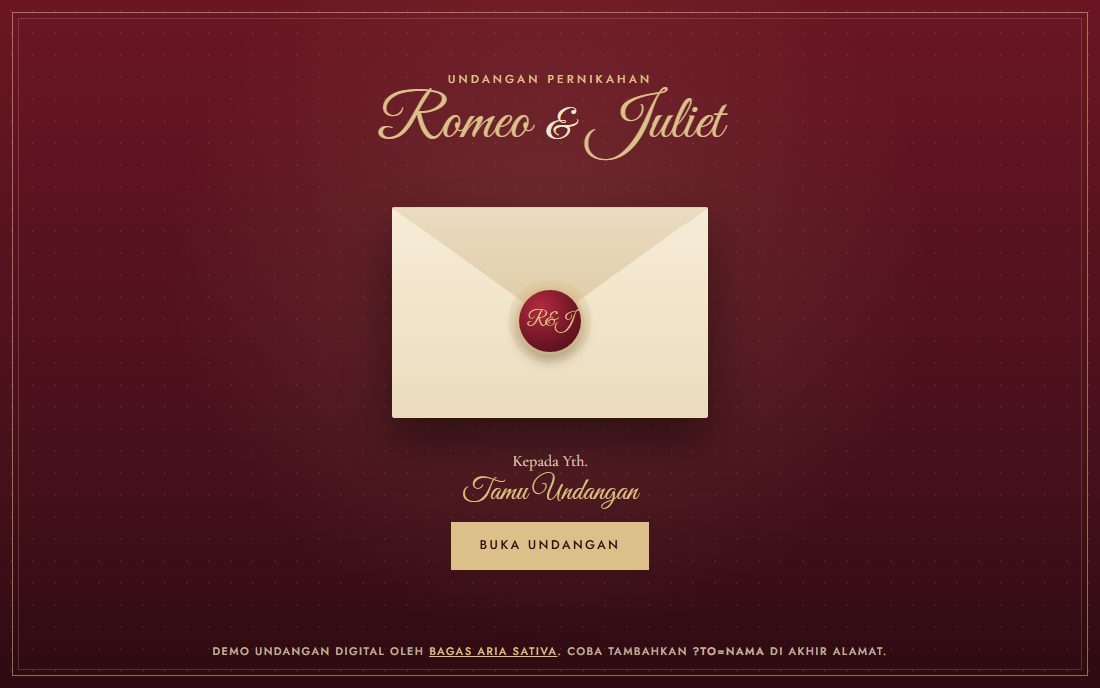 UNDANGAN PERNIKAHAN
Romeo & Juliet
R&J
Kepada Yth.
Tamu Undangan
BUKA UNDANGAN
DEMO UNDANGAN DIGITAL OLEH BAGAS ARIA SATIVA. COBA TAMBAHKAN ?TO=NAMA DI AKHIR ALAMAT.